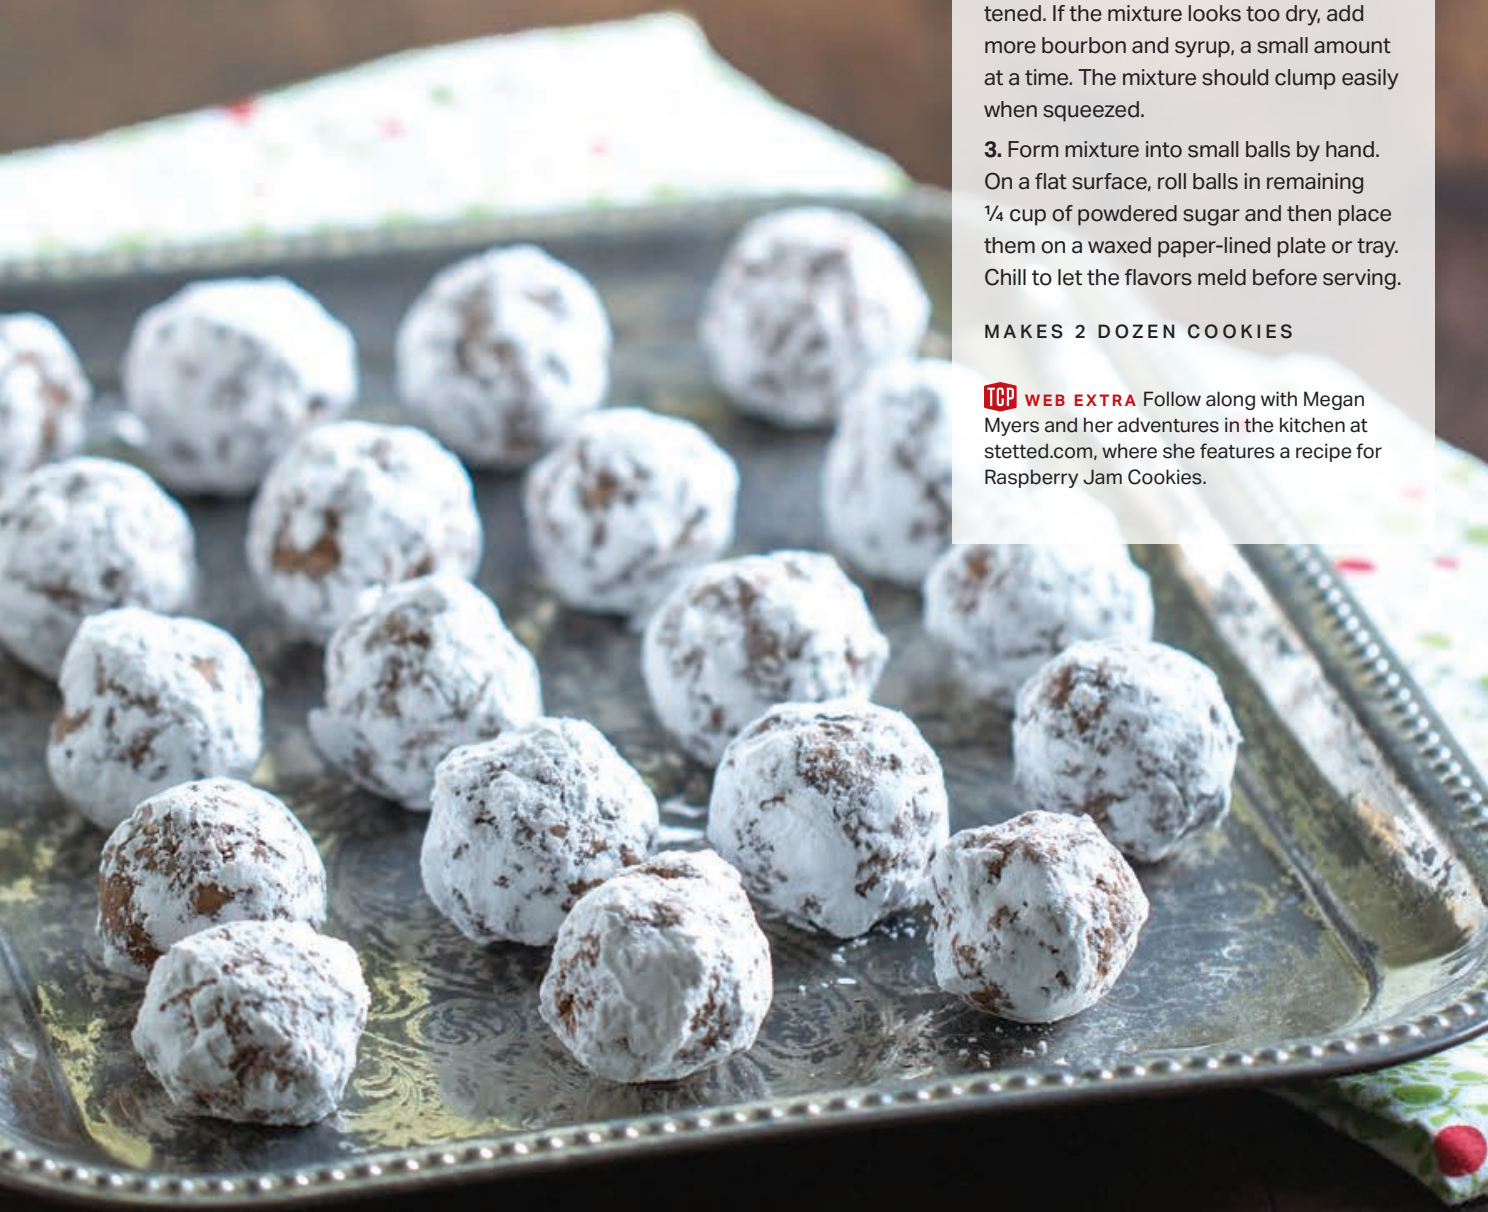 tened. If the mixture looks too dry, add
more bourbon and syrup, a small amount
at a time. The mixture should clump easily
when squeezed.
3. Form mixture into small balls by hand.
On a flat surface, roll balls in remaining
¼ cup of powdered sugar and then place
them on a waxed paper-lined plate or tray.
Chill to let the flavors meld before serving.
MAKES 2 DOZEN COOKIES
TCP WEB EXTRA Follow along with Megan
Myers and her adventures in the kitchen at
stetted.com, where she features a recipe for
Raspberry Jam Cookies.